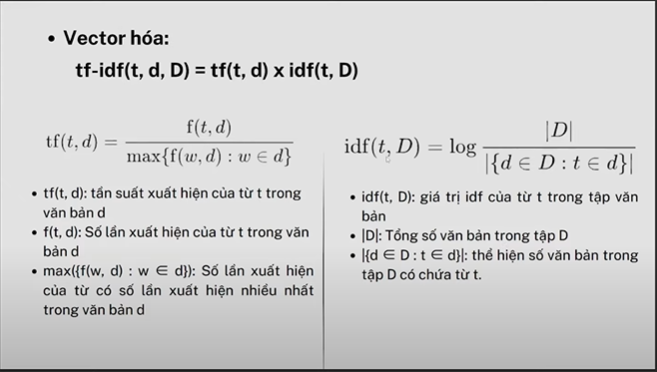 • Vector hóa:
tf-idf(t, d, D) = tf(t, d) x idf(t, D)
tf(t, d) = f(t, d) / max{f(w, d) : w ∈ d}
• tf(t, d): tần suất xuất hiện của từ t trong
văn bản d
• f(t, d): Số lần xuất hiện của từ t trong văn
bản d
• max({f(w, d) : w ∈ d}): Số lần xuất hiện
của từ có số lần xuất hiện nhiều nhất
trong văn bản d
idf(t, D) = log |D| / |{d ∈ D : t ∈ d}|
• idf(t, D): giá trị idf của từ t trong tập văn
bản
• |D|: Tổng số văn bản trong tập D
• |{d ∈ D : t ∈ d}|: thể hiện số văn bản trong
tập D có chứa từ t.